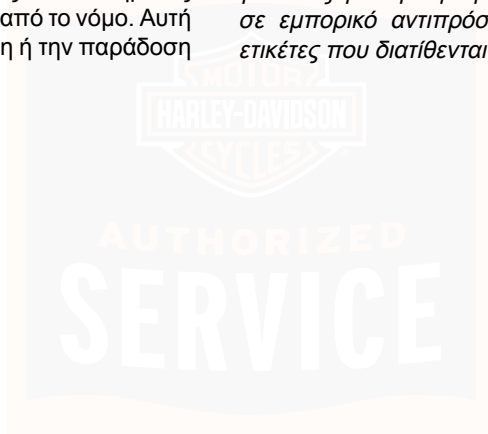 από το νόμο. Αυτή
η ή την παράδοση
σε εμπορικό αντιπρόσ
ετικέτες που διατίθενται
MOTOR
HARLEY-DAVIDSON
CYCLES
AUTHORIZED
SERVICE